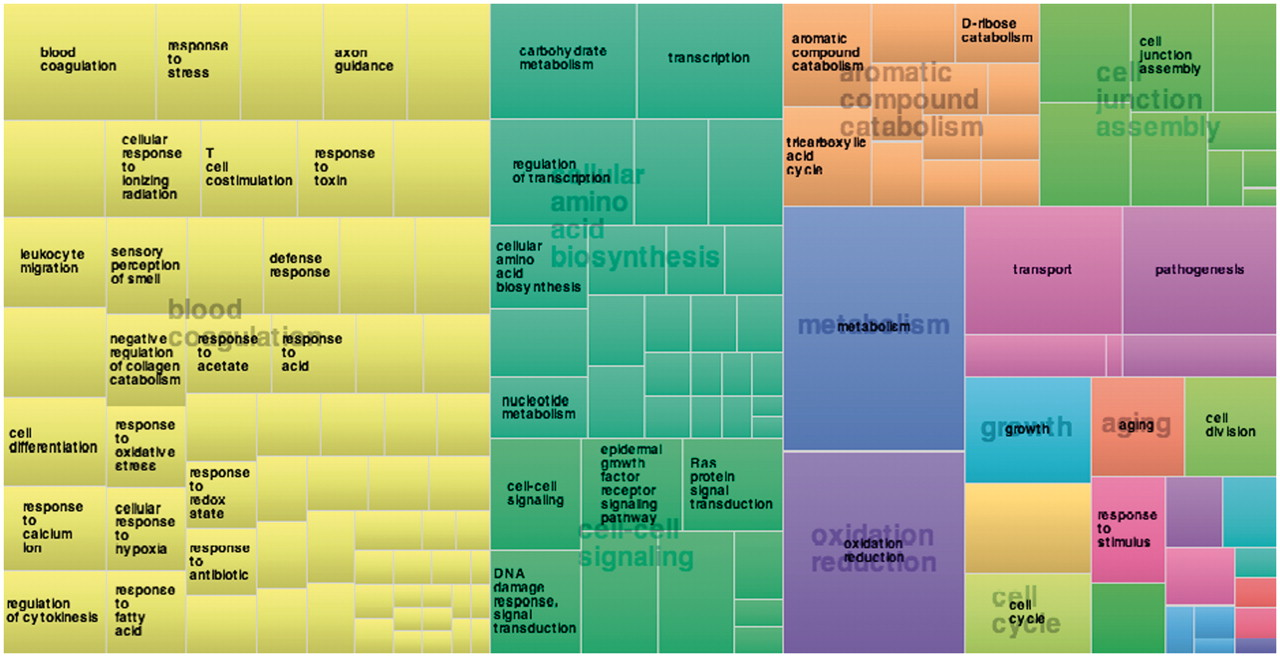 blood
coagulation
response
to
stress
axon
guidance
cellular
response
to
ionizing
radiation
T
cell
costimulation
response
to
toxin
leukocyte
migration
sensory
perception
of smell
defense
response
blood
coagulation
negative
regulation
of collagen
catabolism
response
to
acetate
response
to
acid
cell
differentiation
response
to
oxidative
stress
response
to
redox
state
response
to
calcium
ion
cellular
response
to
hypoxia
response
to
antibiotic
regulation
of cytokinesis
response
to
fatty
acid
carbohydrate
metabolism
transcription
regulation
of transcription
cellular
amino
acid
biosynthesis
cellular
amino
acid
biosynthesis
nucleotide
metabolism
cell-cell
signaling
epidermal
growth
factor
receptor
signaling
pathway
Ras
protein
signal
transduction
cell-cell
signaling
DNA
damage
response,
signal
transduction
aromatic
compound
catabolism
D-ribose
catabolism
aromatic
compound
catabolism
tricarboxylic
acid
cycle
cell
junction
assembly
cell
junction
assembly
metabolism
metabolism
transport
pathogenesis
oxidation
reduction
oxidation
reduction
growth
growth
aging
aging
cell
division
response
to
stimulus
cell
cycle
cell
cycle